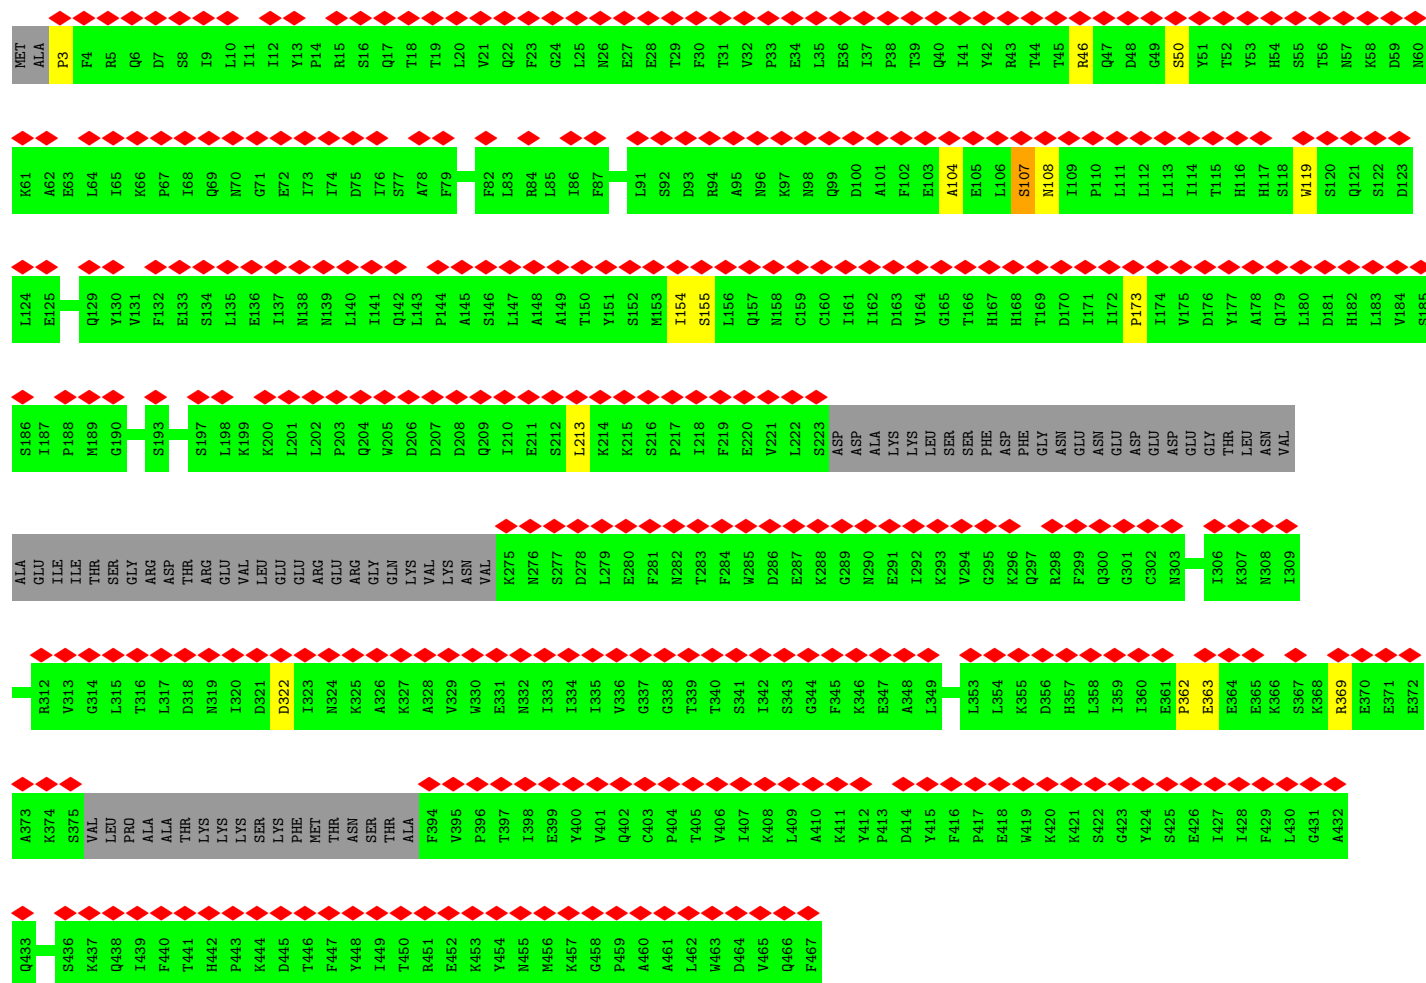 MET ALA P3 F4 R5 Q6 D7 S8 I9 L10 I11 I12 Y13 P14 R15 S16 Q17 T18 T19 L20 V21 Q22 F23 G24 L25 N26 E27 E28 T29 F30 T31 V32 P33 E34 L35 E36 I37 P38 T39 Q40 I41 Y42 R43 T44 T45 R46 Q47 D48 G49 S50 Y51 T52 Y53 H54 S55 T56 N57 K58 D59 N60
K61 A62 E63 L64 I65 K66 P67 I68 Q69 N70 G71 E72 I73 I74 D75 I76 S77 A78 F79 F82 L83 R84 L85 I86 F87 L91 S92 D93 R94 A95 N96 K97 N98 Q99 D100 A101 F102 E103 A104 E105 L106 S107 N108 I109 P110 L111 L112 L113 I114 T115 H116 H117 S118 W119 S120 Q121 S122 D123
L124 E125 Q129 Y130 V131 F132 E133 S134 L135 E136 I137 N138 N139 L140 I141 Q142 L143 P144 A145 S146 L147 A148 A149 T150 Y151 S152 M153 I154 S155 L156 Q157 N158 C159 C160 I161 I162 D163 V164 G165 T166 H167 H168 T169 D170 I171 I172 P173 I174 V175 D176 Y177 A178 Q179 L180 D181 H182 L183 V184 S185
S186 I187 P188 M189 G190 S193 S197 L198 K199 K200 L201 L202 P203 Q204 W205 D206 D207 D208 Q209 I210 E211 S212 L213 K214 K215 S216 P217 I218 F219 E220 V221 L222 S223 ASP ASP ALA LYS LYS LEU SER SER PHE ASP PHE GLY ASN GLU ASN GLU ASP GLU ASP GLU GLY THR LEU ASN VAL
ALA GLU ILE ILE THR SER GLY ARG ASP THR ARG GLU VAL LEU GLU GLU ARG GLU ARG GLY GLN LYS VAL LYS ASN VAL K275 N276 S277 D278 L279 E280 F281 N282 T283 F284 W285 D286 E287 K288 G289 N290 E291 I292 K293 V294 G295 K296 Q297 R298 F299 Q300 G301 C302 N303 I306 K307 N308 I309
R312 V313 G314 L315 T316 L317 D318 N319 I320 D321 D322 I323 N324 K325 A326 K327 A328 V329 W330 E331 N332 I333 I334 I335 V336 G337 G338 T339 T340 S341 I342 S343 G344 F345 K346 E347 A348 L349 L353 L354 K355 D356 H357 L358 I359 I360 E361 P362 E363 E364 E365 K366 S367 K368 R369 E370 E371 E372
A373 K374 S375 VAL LEU PRO ALA ALA THR LYS LYS LYS SER LYS PHE MET THR ASN SER THR ALA F394 V395 P396 T397 I398 E399 Y400 V401 Q402 C403 P404 T405 V406 I407 K408 L409 A410 K411 Y412 P413 D414 Y415 F416 P417 E418 W419 K420 K421 S422 G423 Y424 S425 E426 I427 I428 F429 L430 G431 A432
Q433 S436 K437 Q438 I439 F440 T441 H442 P443 K444 D445 T446 F447 Y448 I449 T450 R451 E452 K453 Y454 N455 M456 K457 G458 P459 A460 A461 L462 W463 D464 V465 Q466 F467